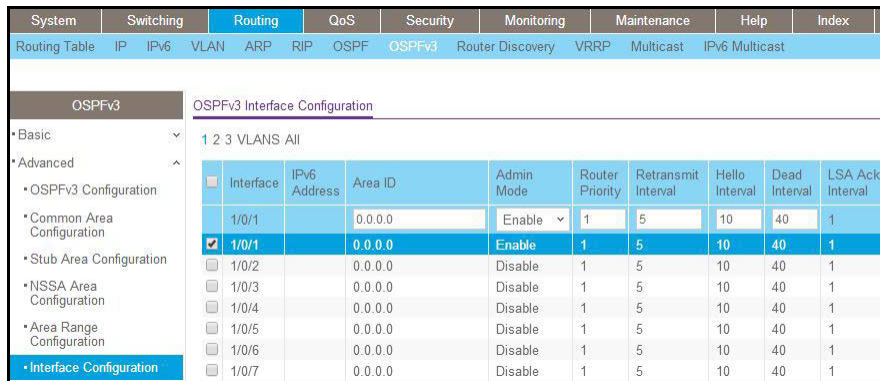 System Switching Routing QoS Security Monitoring Maintenance Help Index
Routing Table IP IPv6 VLAN ARP RIP OSPF OSPFv3 Router Discovery VRRP Multicast IPv6 Multicast
OSPFv3
Basic
Advanced
OSPFv3 Configuration
Common Area
Configuration
Stub Area Configuration
NSSA Area
Configuration
Area Range
Configuration
Interface Configuration
OSPFv3 Interface Configuration
1 2 3 VLANS All
Interface IPv6 Address Area ID Admin Mode Router Priority Retransmit Interval Hello Interval Dead Interval LSA Ack Interval
1/0/1 0.0.0.0 Enable 1 5 10 40 1
1/0/1 0.0.0.0 Enable 1 5 10 40 1
1/0/2 0.0.0.0 Disable 1 5 10 40 1
1/0/3 0.0.0.0 Disable 1 5 10 40 1
1/0/4 0.0.0.0 Disable 1 5 10 40 1
1/0/5 0.0.0.0 Disable 1 5 10 40 1
1/0/6 0.0.0.0 Disable 1 5 10 40 1
1/0/7 0.0.0.0 Disable 1 5 10 40 1